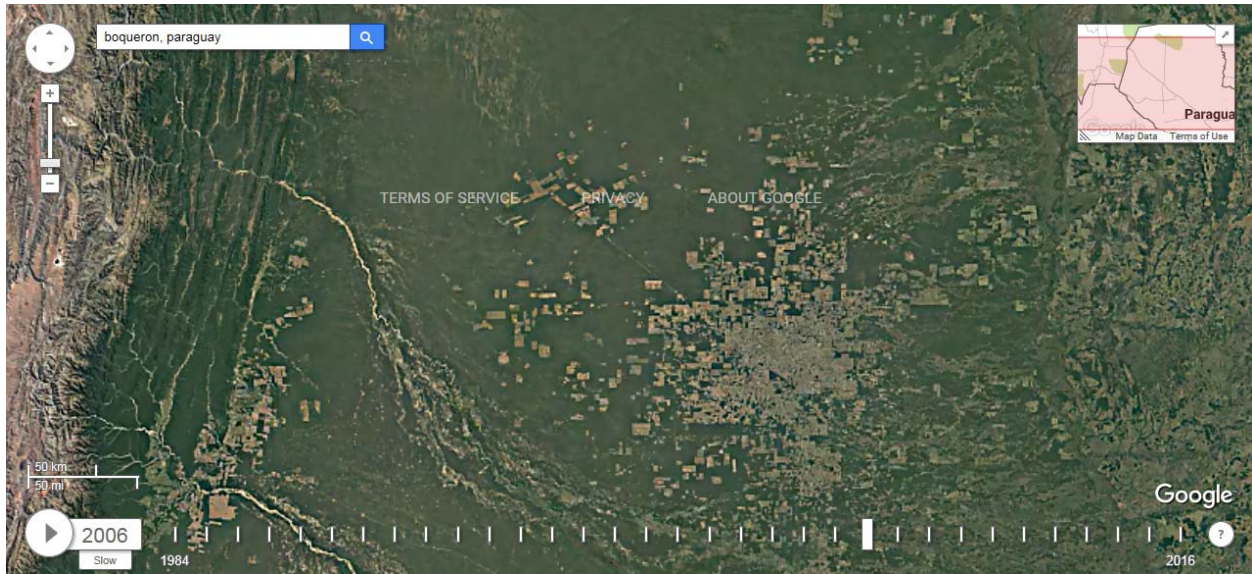 boqueron, paraguay
+
−
Paragua
Google
Map Data Terms of Use
TERMS OF SERVICE PRIVACY ABOUT GOOGLE
50 km
50 mi
Google
2006
Slow
1984
2016
?